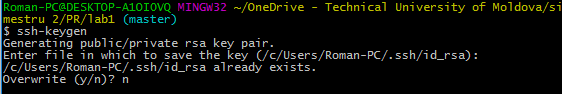 Roman-PC@DESKTOP-A1OIOVQ MINGW32 ~/OneDrive - Technical University of Moldova/si
mestru 2/PR/lab1 (master)
$ ssh-keygen
Generating public/private rsa key pair.
Enter file in which to save the key (/c/Users/Roman-PC/.ssh/id_rsa):
/c/Users/Roman-PC/.ssh/id_rsa already exists.
Overwrite (y/n)? n